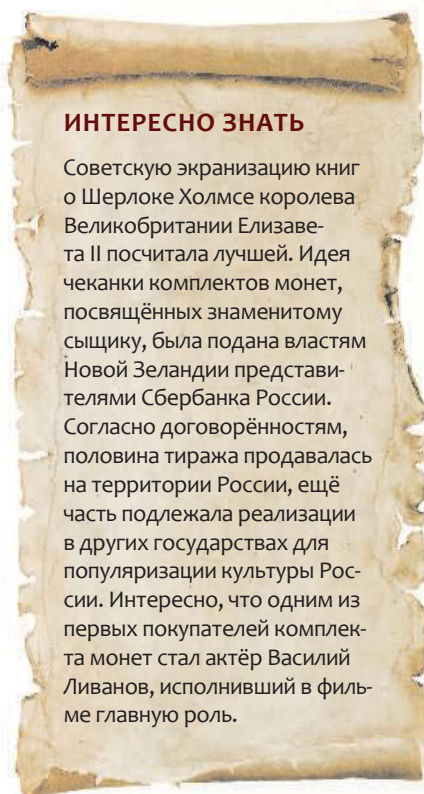 ИНТЕРЕСНО ЗНАТЬ
Советскую экранизацию книг
о Шерлоке Холмсе королева
Великобритании Елизаве-
та II посчитала лучшей. Идея
чеканки комплектов монет,
посвящённых знаменитому
сыщику, была подана властям
Новой Зеландии представи-
телями Сбербанка России.
Согласно договорённостям,
половина тиража продавалась
на территории России, ещё
часть подлежала реализации
в других государствах для
популяризации культуры Рос-
сии. Интересно, что одним из
первых покупателей комплек-
та монет стал актёр Василий
Ливанов, исполнивший в филь-
ме главную роль.